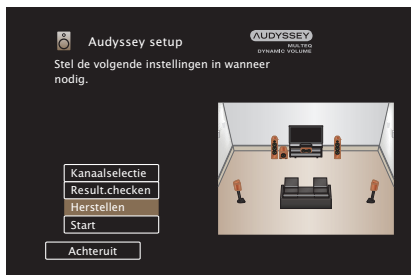 Audyssey setup
AUDYSSEY
MULTEQ
DYNAMIC VOLUME
Stel de volgende instellingen in wanneer
nodig.
Kanaalselectie
Result.checken
Herstellen
Start
Achteruit